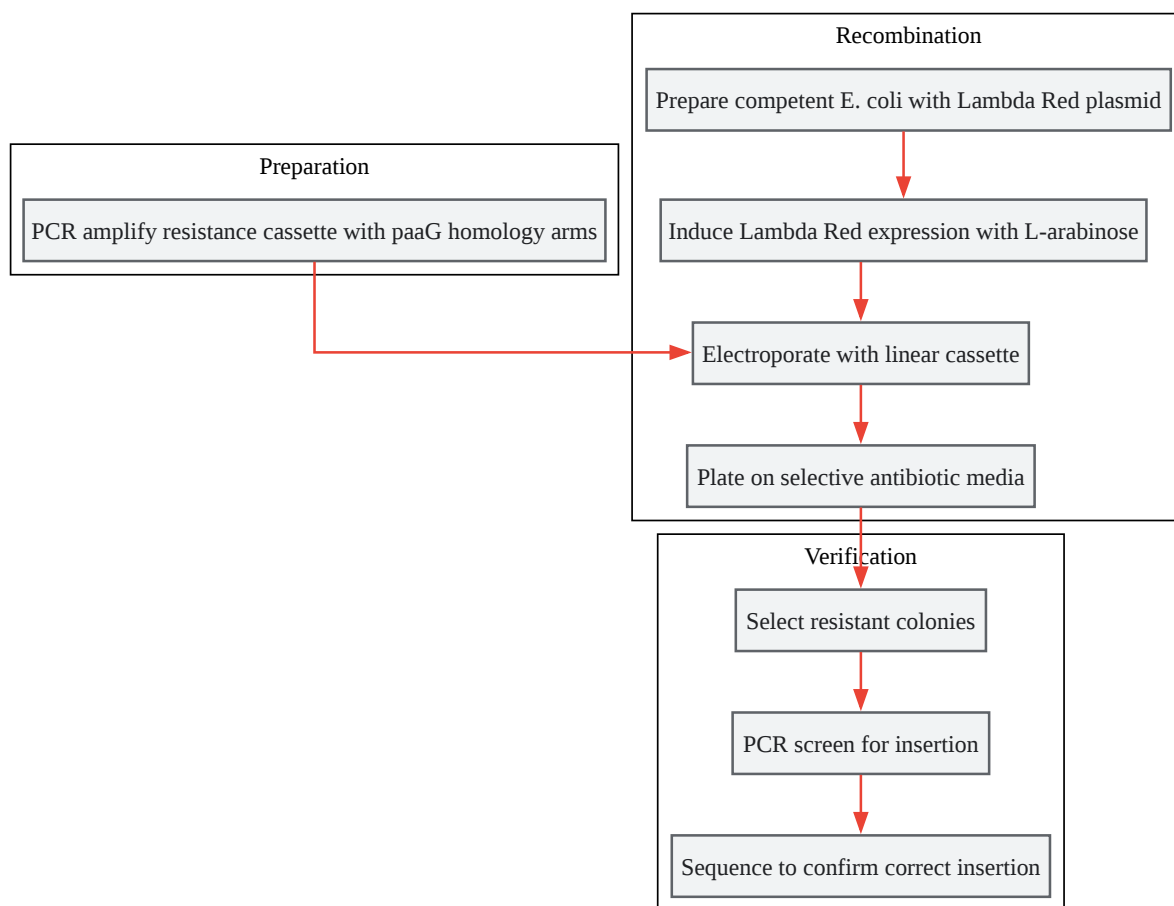 Preparation
PCR amplify resistance cassette with paaG homology arms
Recombination
Prepare competent E. coli with Lambda Red plasmid
Induce Lambda Red expression with L-arabinose
Electroporate with linear cassette
Plate on selective antibiotic media
Verification
Select resistant colonies
PCR screen for insertion
Sequence to confirm correct insertion